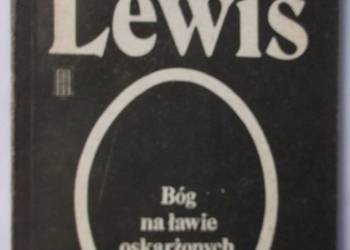 Lewis
Bóg
na ławie
oskarżonych